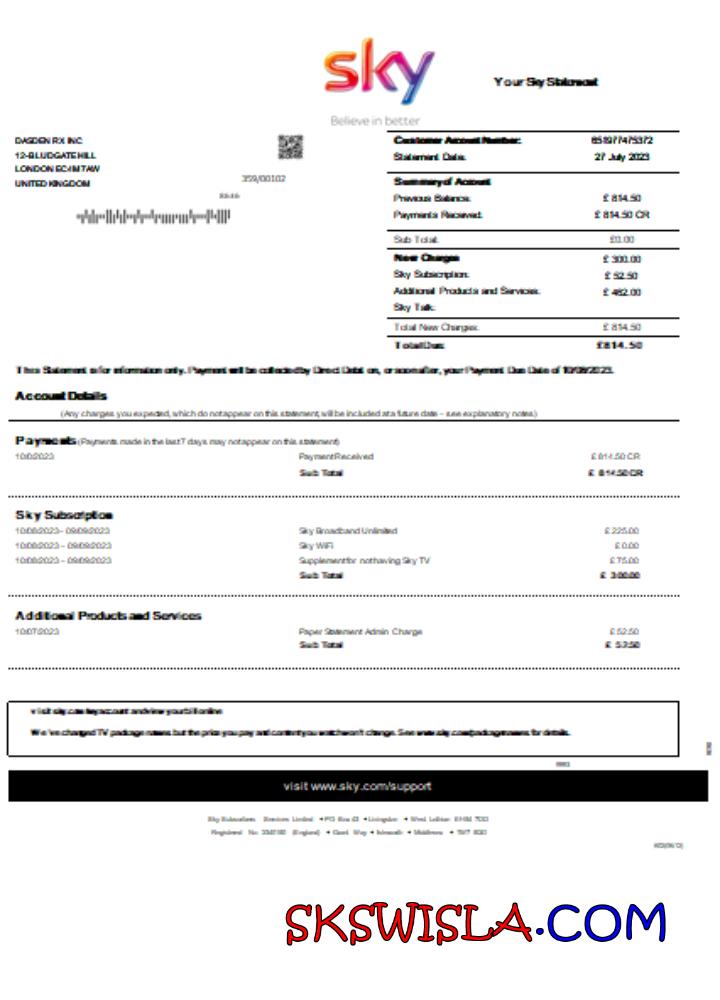 sky
Your Sky Statement
Believe in better
DASDEN RX INC
12-BLUDGATEHILL
LONDON EC4M7AW
UNITED KINGDOM
359/00102
Customer Account Number: 651977475372
Statement Date: 27 July 2023
Summary of Account
Previous Balance: £ 814.50
Payments Received: £ 814.50 CR
Sub Total: £0.00
New Charges £ 300.00
Sky Subscription: £ 52.50
Additional Products and Services: £ 462.00
Sky Talk:
Total New Charges: £ 814.50
Total Due: £814.50
This Statement is for information only. Payment will be collected by Direct Debit on, or soon after, your Payment Due Date of 10/08/2023.
Account Details
(Any charges you expected, which do not appear on this statement, will be included at a future date – see explanatory notes)
Payments (Payments made in the last 7 days may not appear on this statement)
Payment Received £ 814.50 CR
Sub Total £ 814.50 CR
Sky Subscription
10/08/2023– 09/09/2023 Sky Broadband Unlimited £ 225.00
10/08/2023 – 09/09/2023 Sky WiFi £ 0.00
10/08/2023 – 09/09/2023 Supplement for not having Sky TV £ 75.00
Sub Total £ 300.00
Additional Products and Services
10/07/2023 Paper Statement Admin Charge £ 52.50
Sub Total £ 52.50
visit sky.com/myaccount and view your bill online
We 've changed TV package names, but the price you pay and content you watch won't change. See www.sky.com/packagenames for details.
visit www.sky.com/support
Sky Subscribers Services Limited • PO Box 43 • Livingston • West Lothian EH54 7DD
Registered No. (England) • Grant Way • Isleworth • Middlesex • TW7 5QD
SKSWISLA.COM